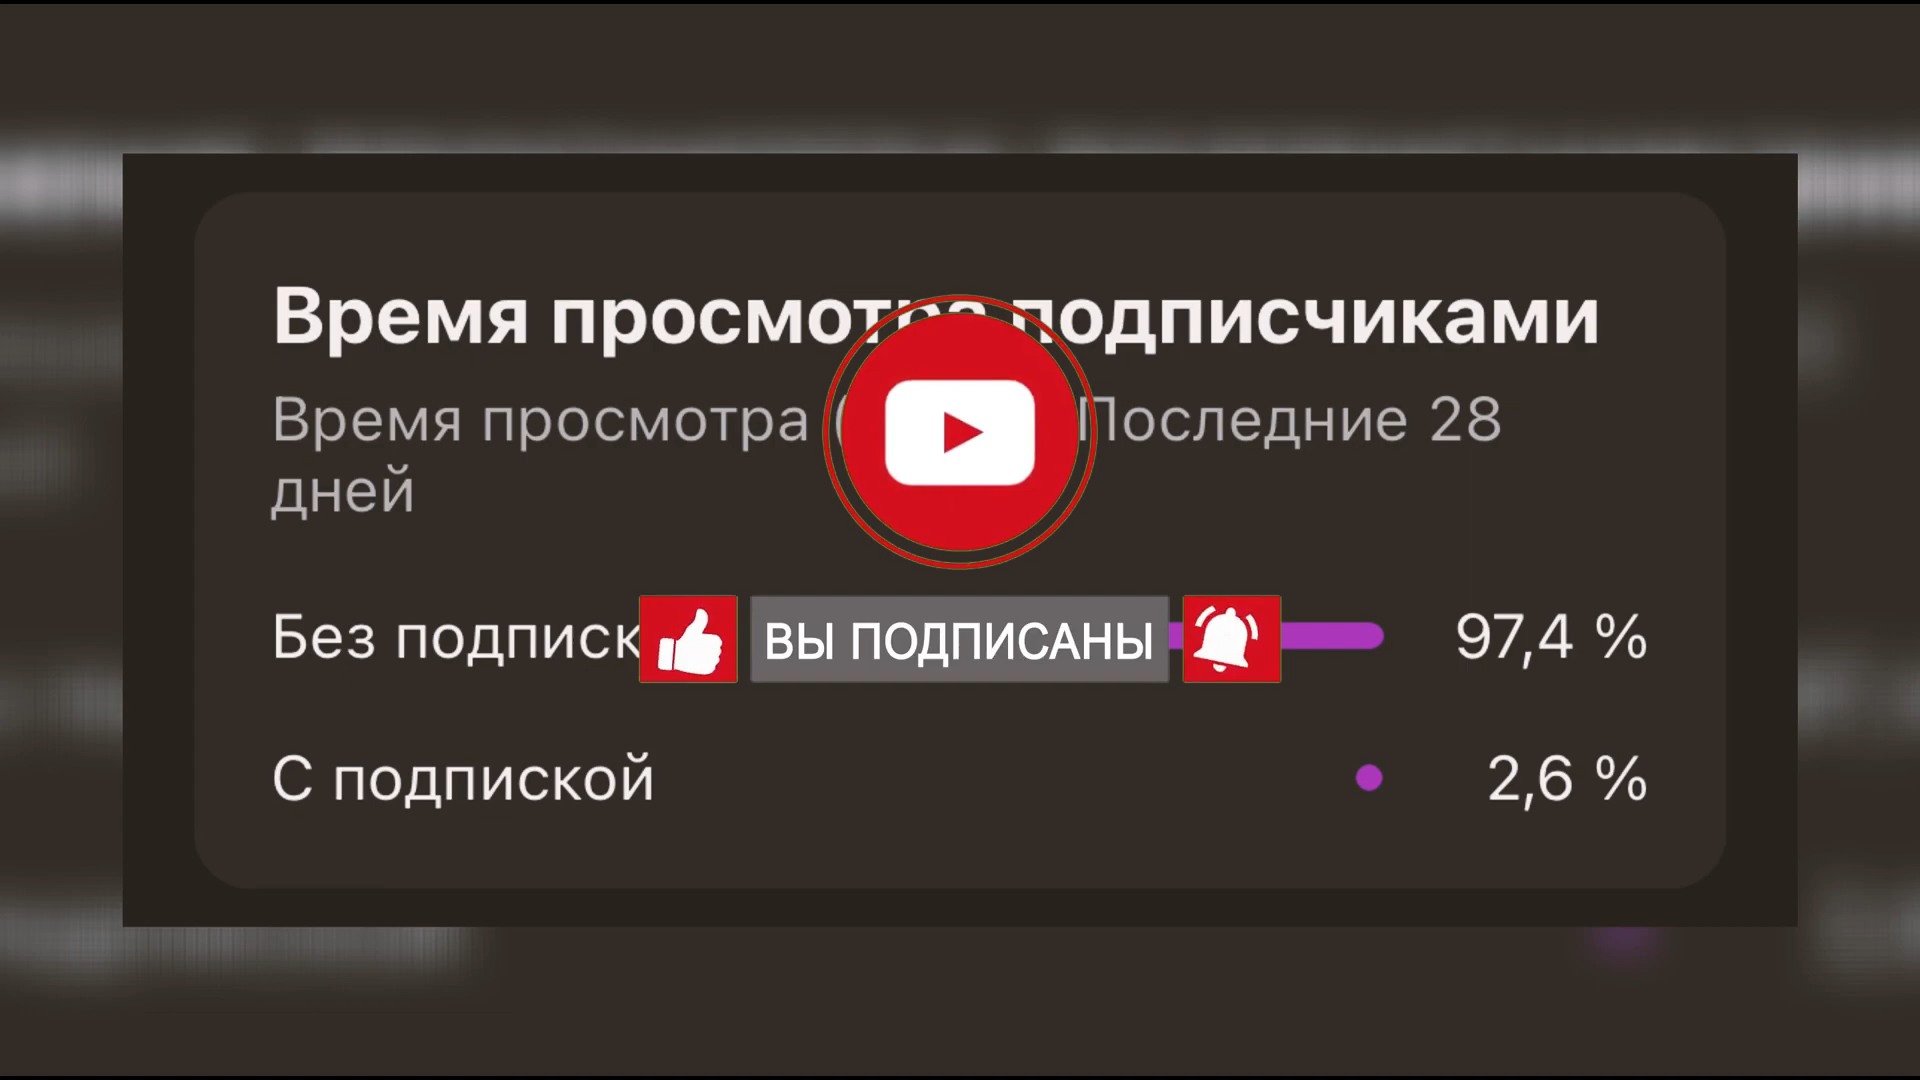 Время просмотра подписчиками
Время просмотра Последние 28
дней
Без подписк
ВЫ ПОДПИСАНЫ
97,4 %
С подпиской
2,6 %